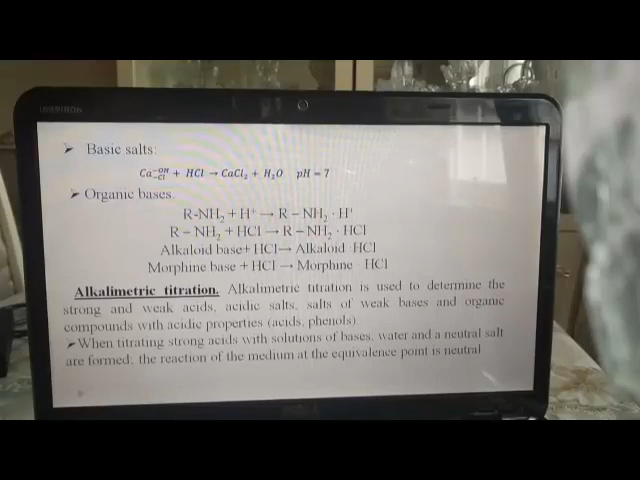 INSPIRON
➤ Basic salts:
Ca -OH -Cl + HCl → CaCl₂ + H₂O pH = 7
➤ Organic bases.
R-NH₂ + H⁺ → R – NH₂ · H⁺
R – NH₂ + HCl → R – NH₂ · HCl
Alkaloid base+ HCl→ Alkaloid · HCl
Morphine base + HCl → Morphine · HCl
Alkalimetric titration. Alkalimetric titration is used to determine the
strong and weak acids, acidic salts, salts of weak bases and organic
compounds with acidic properties (acids, phenols)
➤When titrating strong acids with solutions of bases, water and a neutral salt
are formed; the reaction of the medium at the equivalence point is neutral